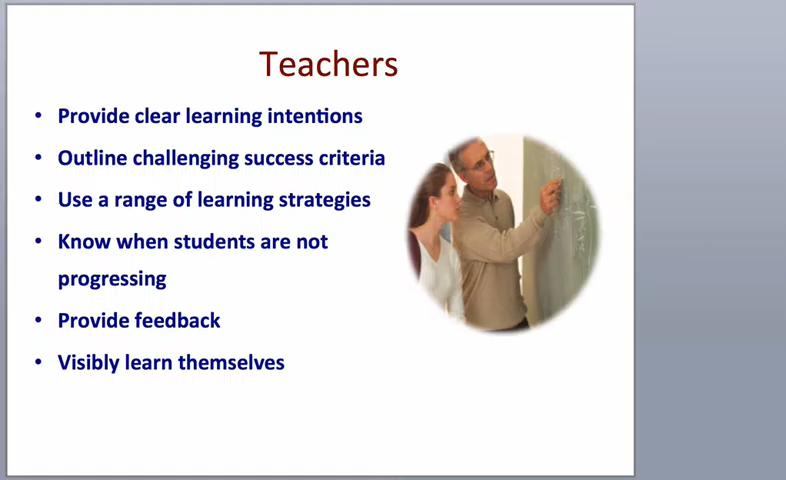 Teachers
• Provide clear learning intentions
• Outline challenging success criteria
• Use a range of learning strategies
• Know when students are not
progressing
• Provide feedback
• Visibly learn themselves